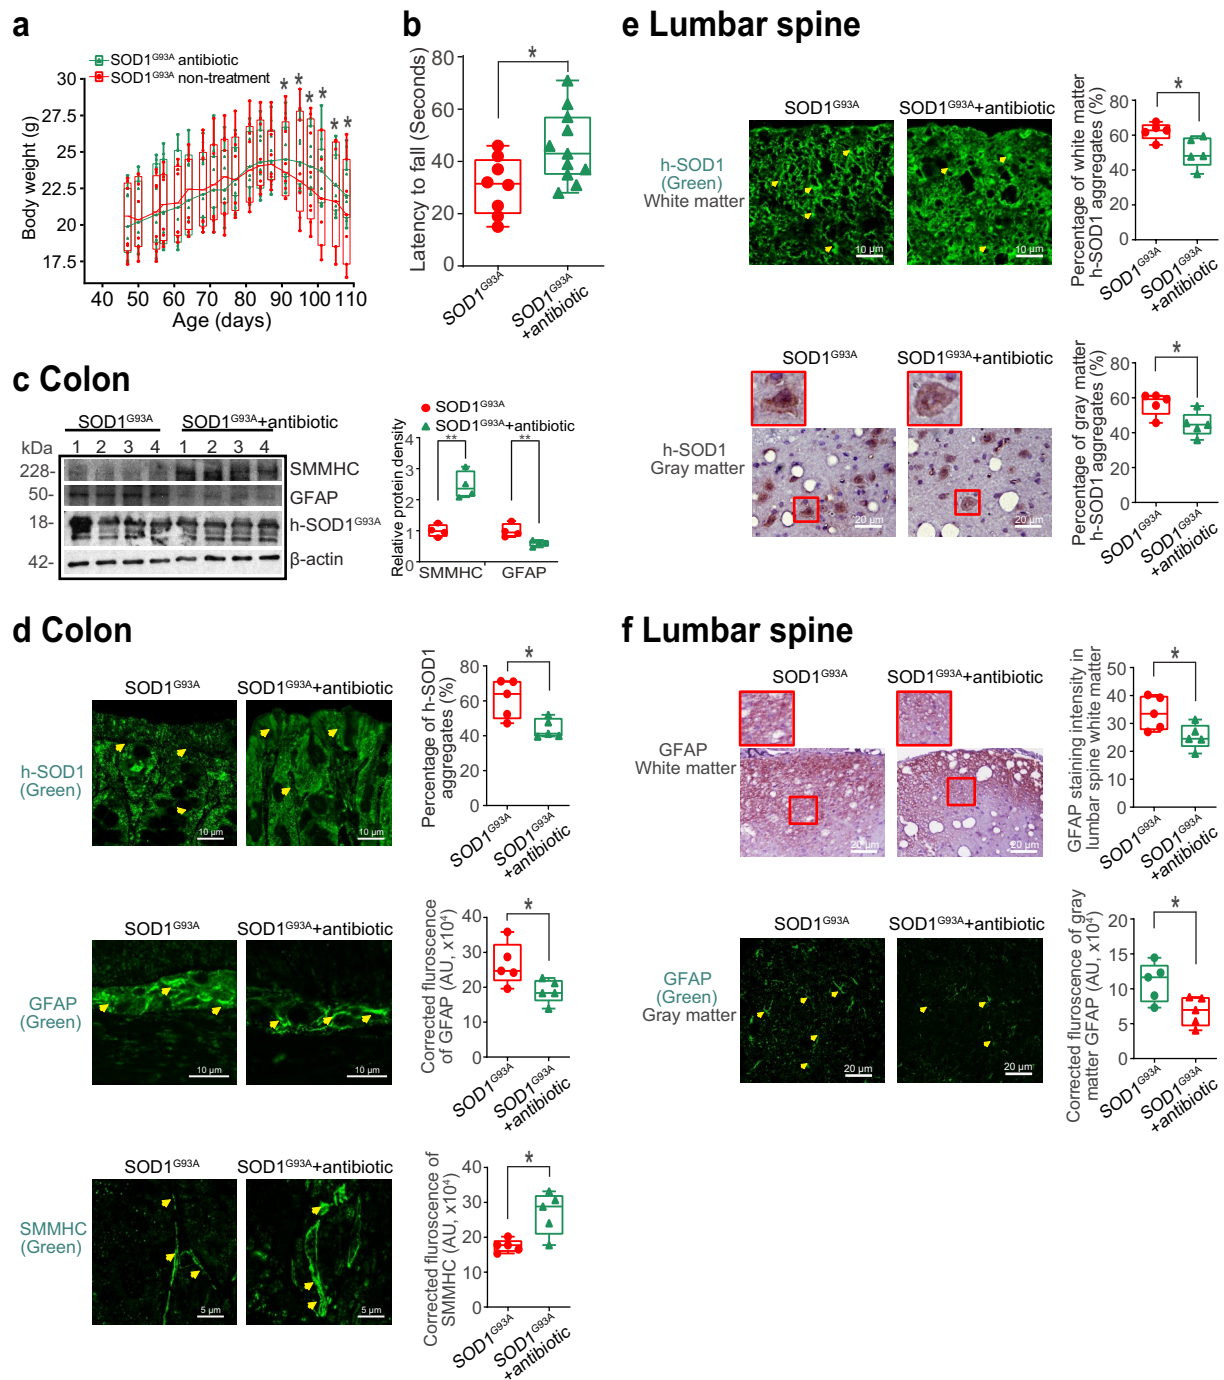 a
SOD1G93A antibiotic
SOD1G93A non-treatment
Body weight (g)
30
27.5
25
22.5
20
17.5
40 50 60 70 80 90 100 110
Age (days)
* * * * * *
b
Latency to fall (Seconds)
80
60
40
20
0
*
SOD1G93A
SOD1G93A
+antibiotic
c Colon
SOD1G93A
SOD1G93A+antibiotic
kDa
1 2 3 4 1 2 3 4
228-
50-
18-
42-
SMMHC
GFAP
h-SOD1G93A
β-actin
SOD1G93A
SOD1G93A+antibiotic
Relative protein density
4
3
2
1
0
** **
SMMHC GFAP
d Colon
SOD1G93A
SOD1G93A+antibiotic
h-SOD1
(Green)
10 µm
10 µm
Percentage of h-SOD1
aggregates (%)
80
60
40
20
0
*
SOD1G93A
SOD1G93A
+antibiotic
SOD1G93A
SOD1G93A+antibiotic
GFAP
(Green)
10 µm
10 µm
Corrected fluroscence
of GFAP (AU, x10⁴)
40
30
20
10
0
*
SOD1G93A
SOD1G93A
+antibiotic
SOD1G93A
SOD1G93A+antibiotic
SMMHC
(Green)
5 µm
5 µm
Corrected fluroscence of
SMMHC (AU, x10⁴)
40
30
20
10
0
*
SOD1G93A
SOD1G93A
+antibiotic
e Lumbar spine
SOD1G93A
SOD1G93A+antibiotic
h-SOD1
(Green)
White matter
10 µm
10 µm
Percentage of white matter
h-SOD1 aggregates (%)
80
60
40
20
0
*
SOD1G93A
SOD1G93A
+antibiotic
SOD1G93A
SOD1G93A+antibiotic
h-SOD1
Gray matter
20 µm
20 µm
Percentage of gray matter
h-SOD1 aggregates (%)
80
60
40
20
0
*
SOD1G93A
SOD1G93A
+antibiotic
f Lumbar spine
SOD1G93A
SOD1G93A+antibiotic
GFAP
White matter
20 µm
20 µm
GFAP staining intensity in
lumbar spine white matter
50
40
30
20
10
0
*
SOD1G93A
SOD1G93A
+antibiotic
SOD1G93A
SOD1G93A+antibiotic
GFAP
(Green)
Gray matter
20 µm
20 µm
Corrected fluroscence of gray
matter GFAP (AU, x10⁴)
20
15
10
5
0
*
SOD1G93A
SOD1G93A
+antibiotic